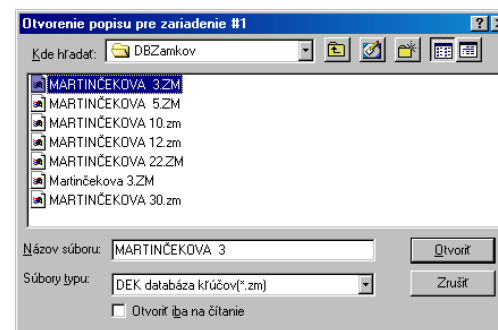 Otvorenie popisu pre zariadenie #1
Kde hľadať: DBZamkov
MARTINČEKOVA  3.ZM
MARTINČEKOVA  5.ZM
MARTINČEKOVA 10.zm
MARTINČEKOVA 12.zm
MARTINČEKOVA 22.ZM
Martinčekova 3.ZM
MARTINČEKOVA 30.zm
Názov súboru: MARTINČEKOVA  3 Otvoriť
Súbory typu: DEK databáza kľúčov(*.zm) Zrušiť
Otvoriť iba na čítanie